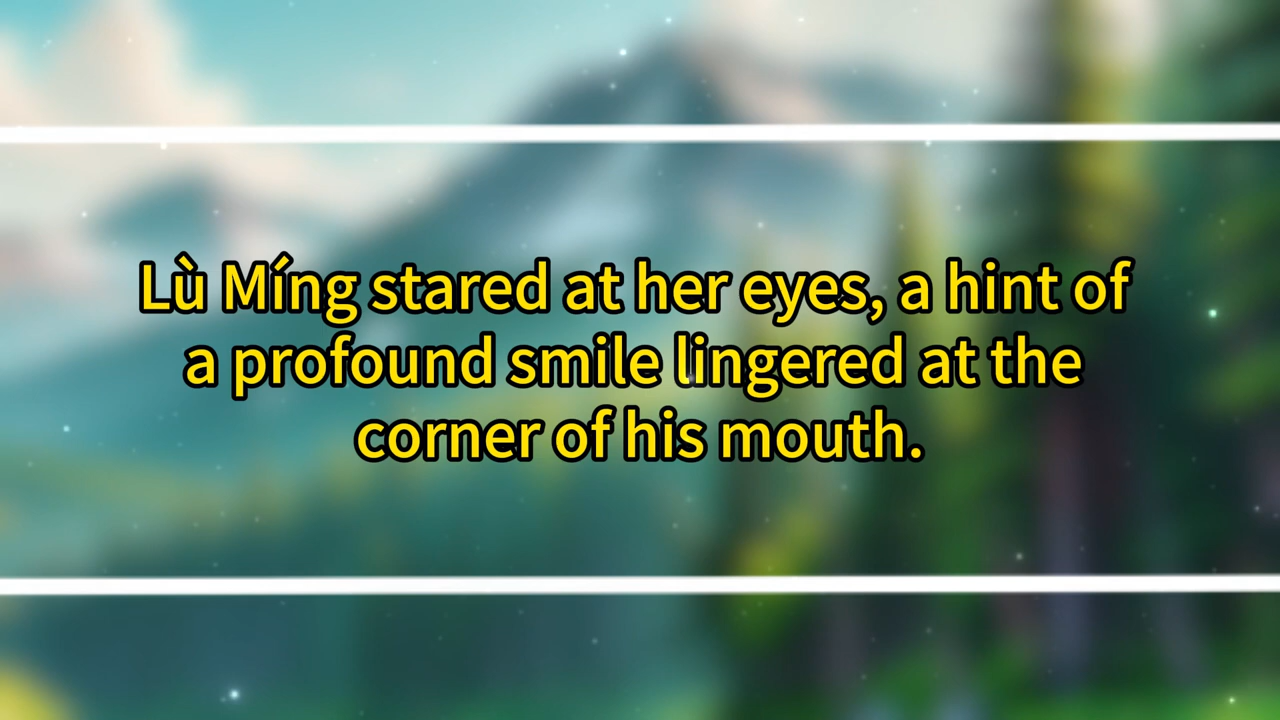 Lù Míng stared at her eyes, a hint of
a profound smile lingered at the
corner of his mouth.